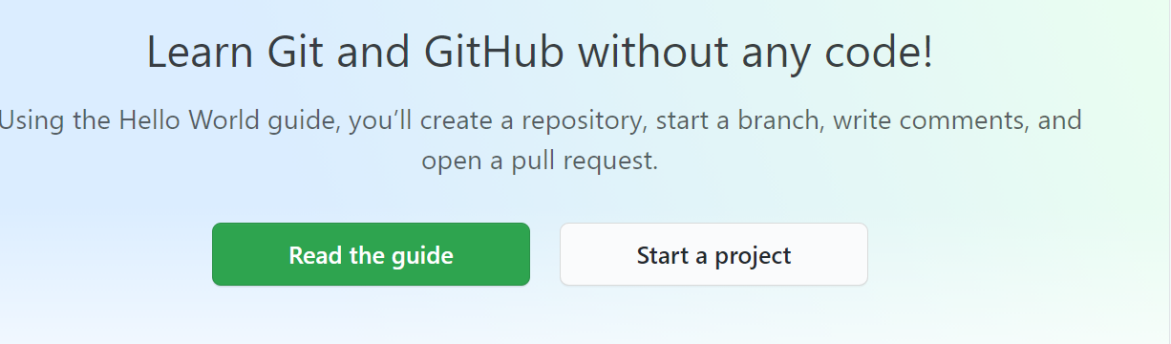 Learn Git and GitHub without any code!
Using the Hello World guide, you’ll create a repository, start a branch, write comments, and
open a pull request.
Read the guide
Start a project